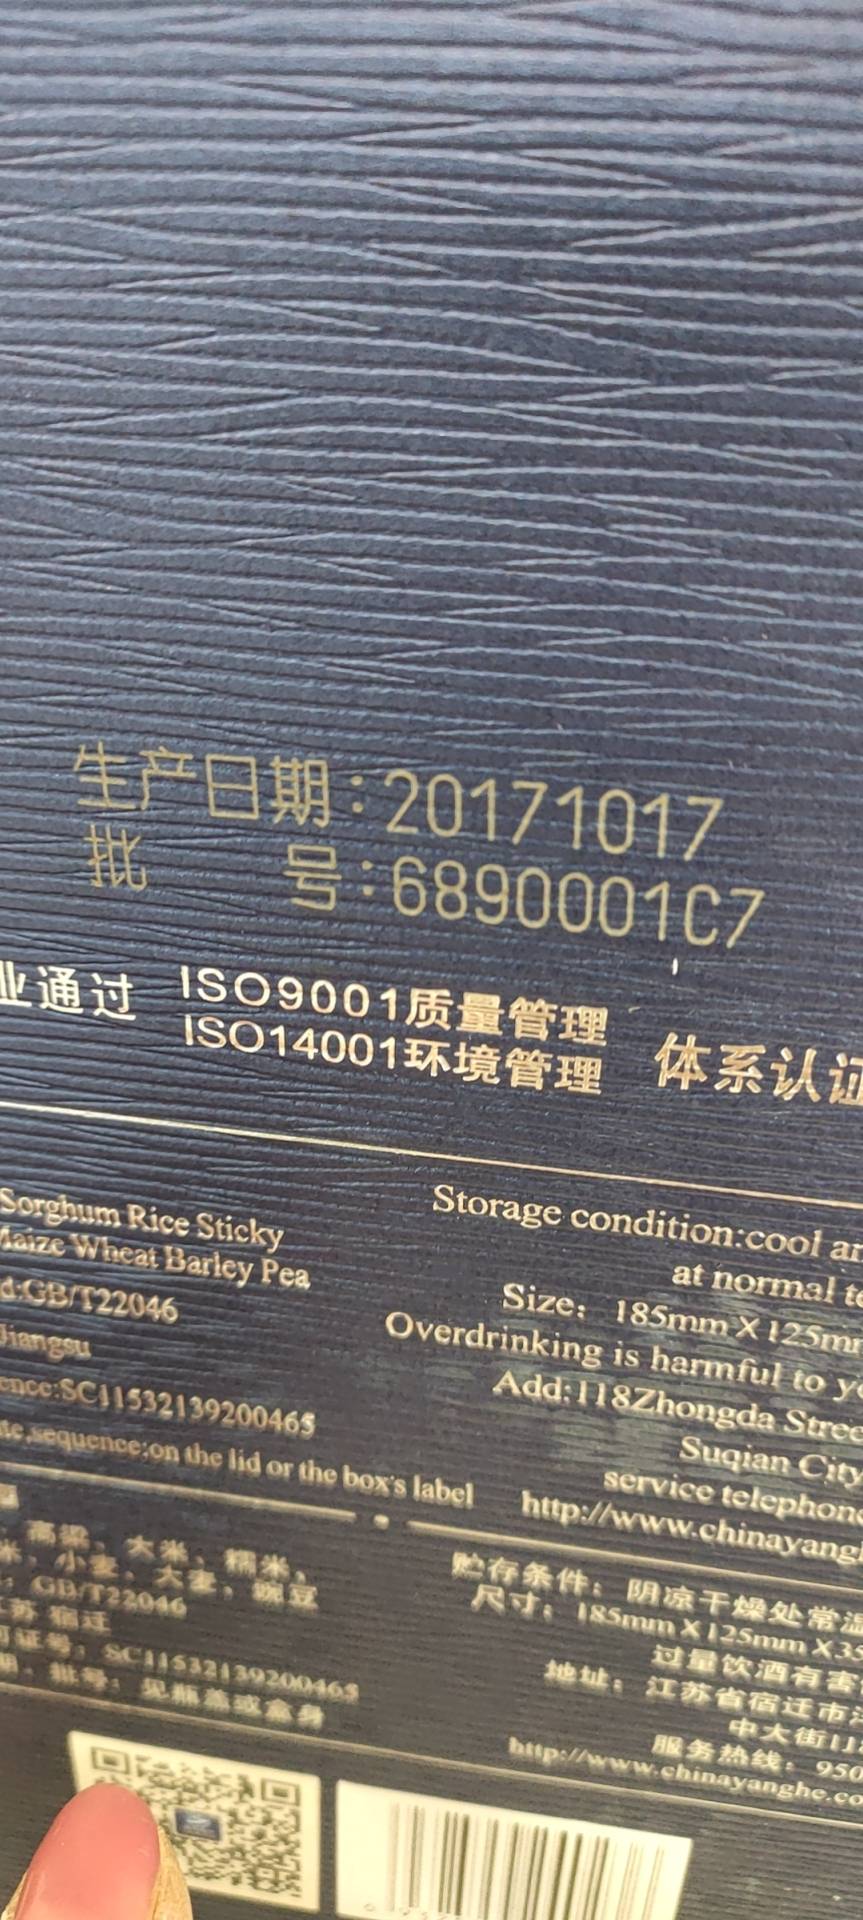 生产日期:20171017
批 号:6890001C7
业通过
ISO9001质量管理
ISO14001环境管理
体系认证
Sorghum Rice Sticky
Maize Wheat Barley Pea
d:GB/T22046
Jiangsu
ence:SC11532139200465
te,sequence:on the lid or the box's label
Storage condition:cool
at normal
Size: 185mm X 125mm
Overdrinking is harmful to
Add:118Zhongda Stree
Suqian City
service telephon
http://www.chinayangh
高粱、大米、糯米、
米、小麦、大麦、豌豆
GB/T22046
苏 宿迁
可证号: SC11532139200465
期、批号: 见瓶盖或盒身
贮存条件: 阴凉干燥处常温
尺寸: 185mm X 125mm X 35
过量饮酒有害
地址: 江苏省宿迁市
中大街11
服务热线: 950
http://www.chinayanghe.co